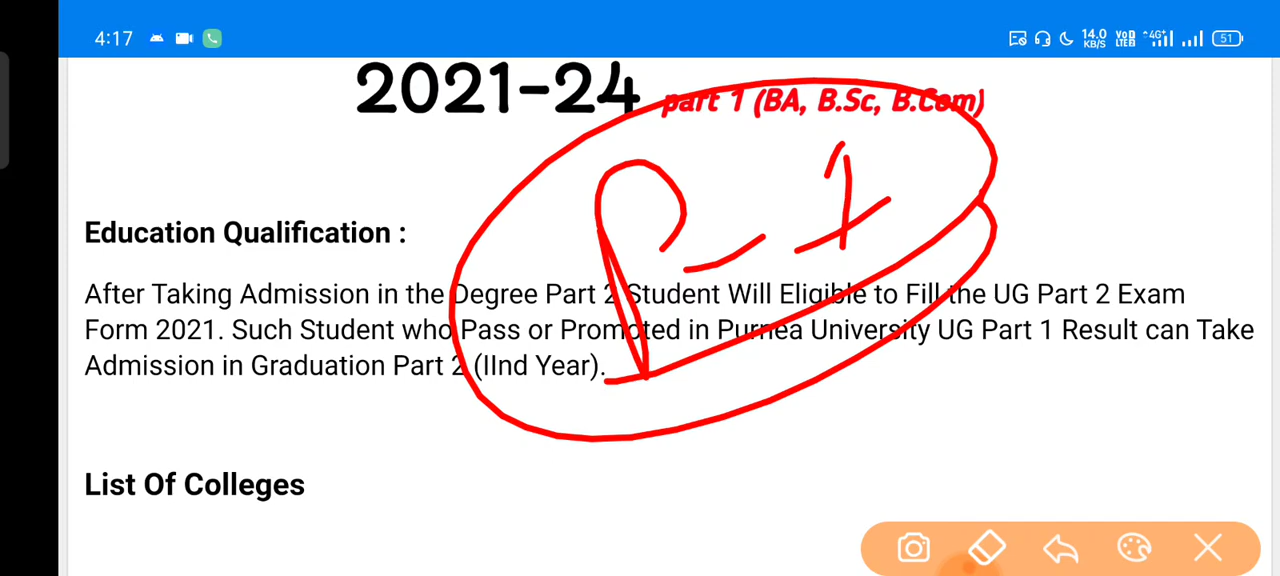 4:17 14.0 KB/S VoD LTE 4G+ 51
2021-24 part 1 (BA, B.Sc, B.Com)
P-1
Education Qualification :
After Taking Admission in the Degree Part 2 Student Will Eligible to Fill the UG Part 2 Exam
Form 2021. Such Student who Pass or Promoted in Purnea University UG Part 1 Result can Take
Admission in Graduation Part 2 (IInd Year).
List Of Colleges